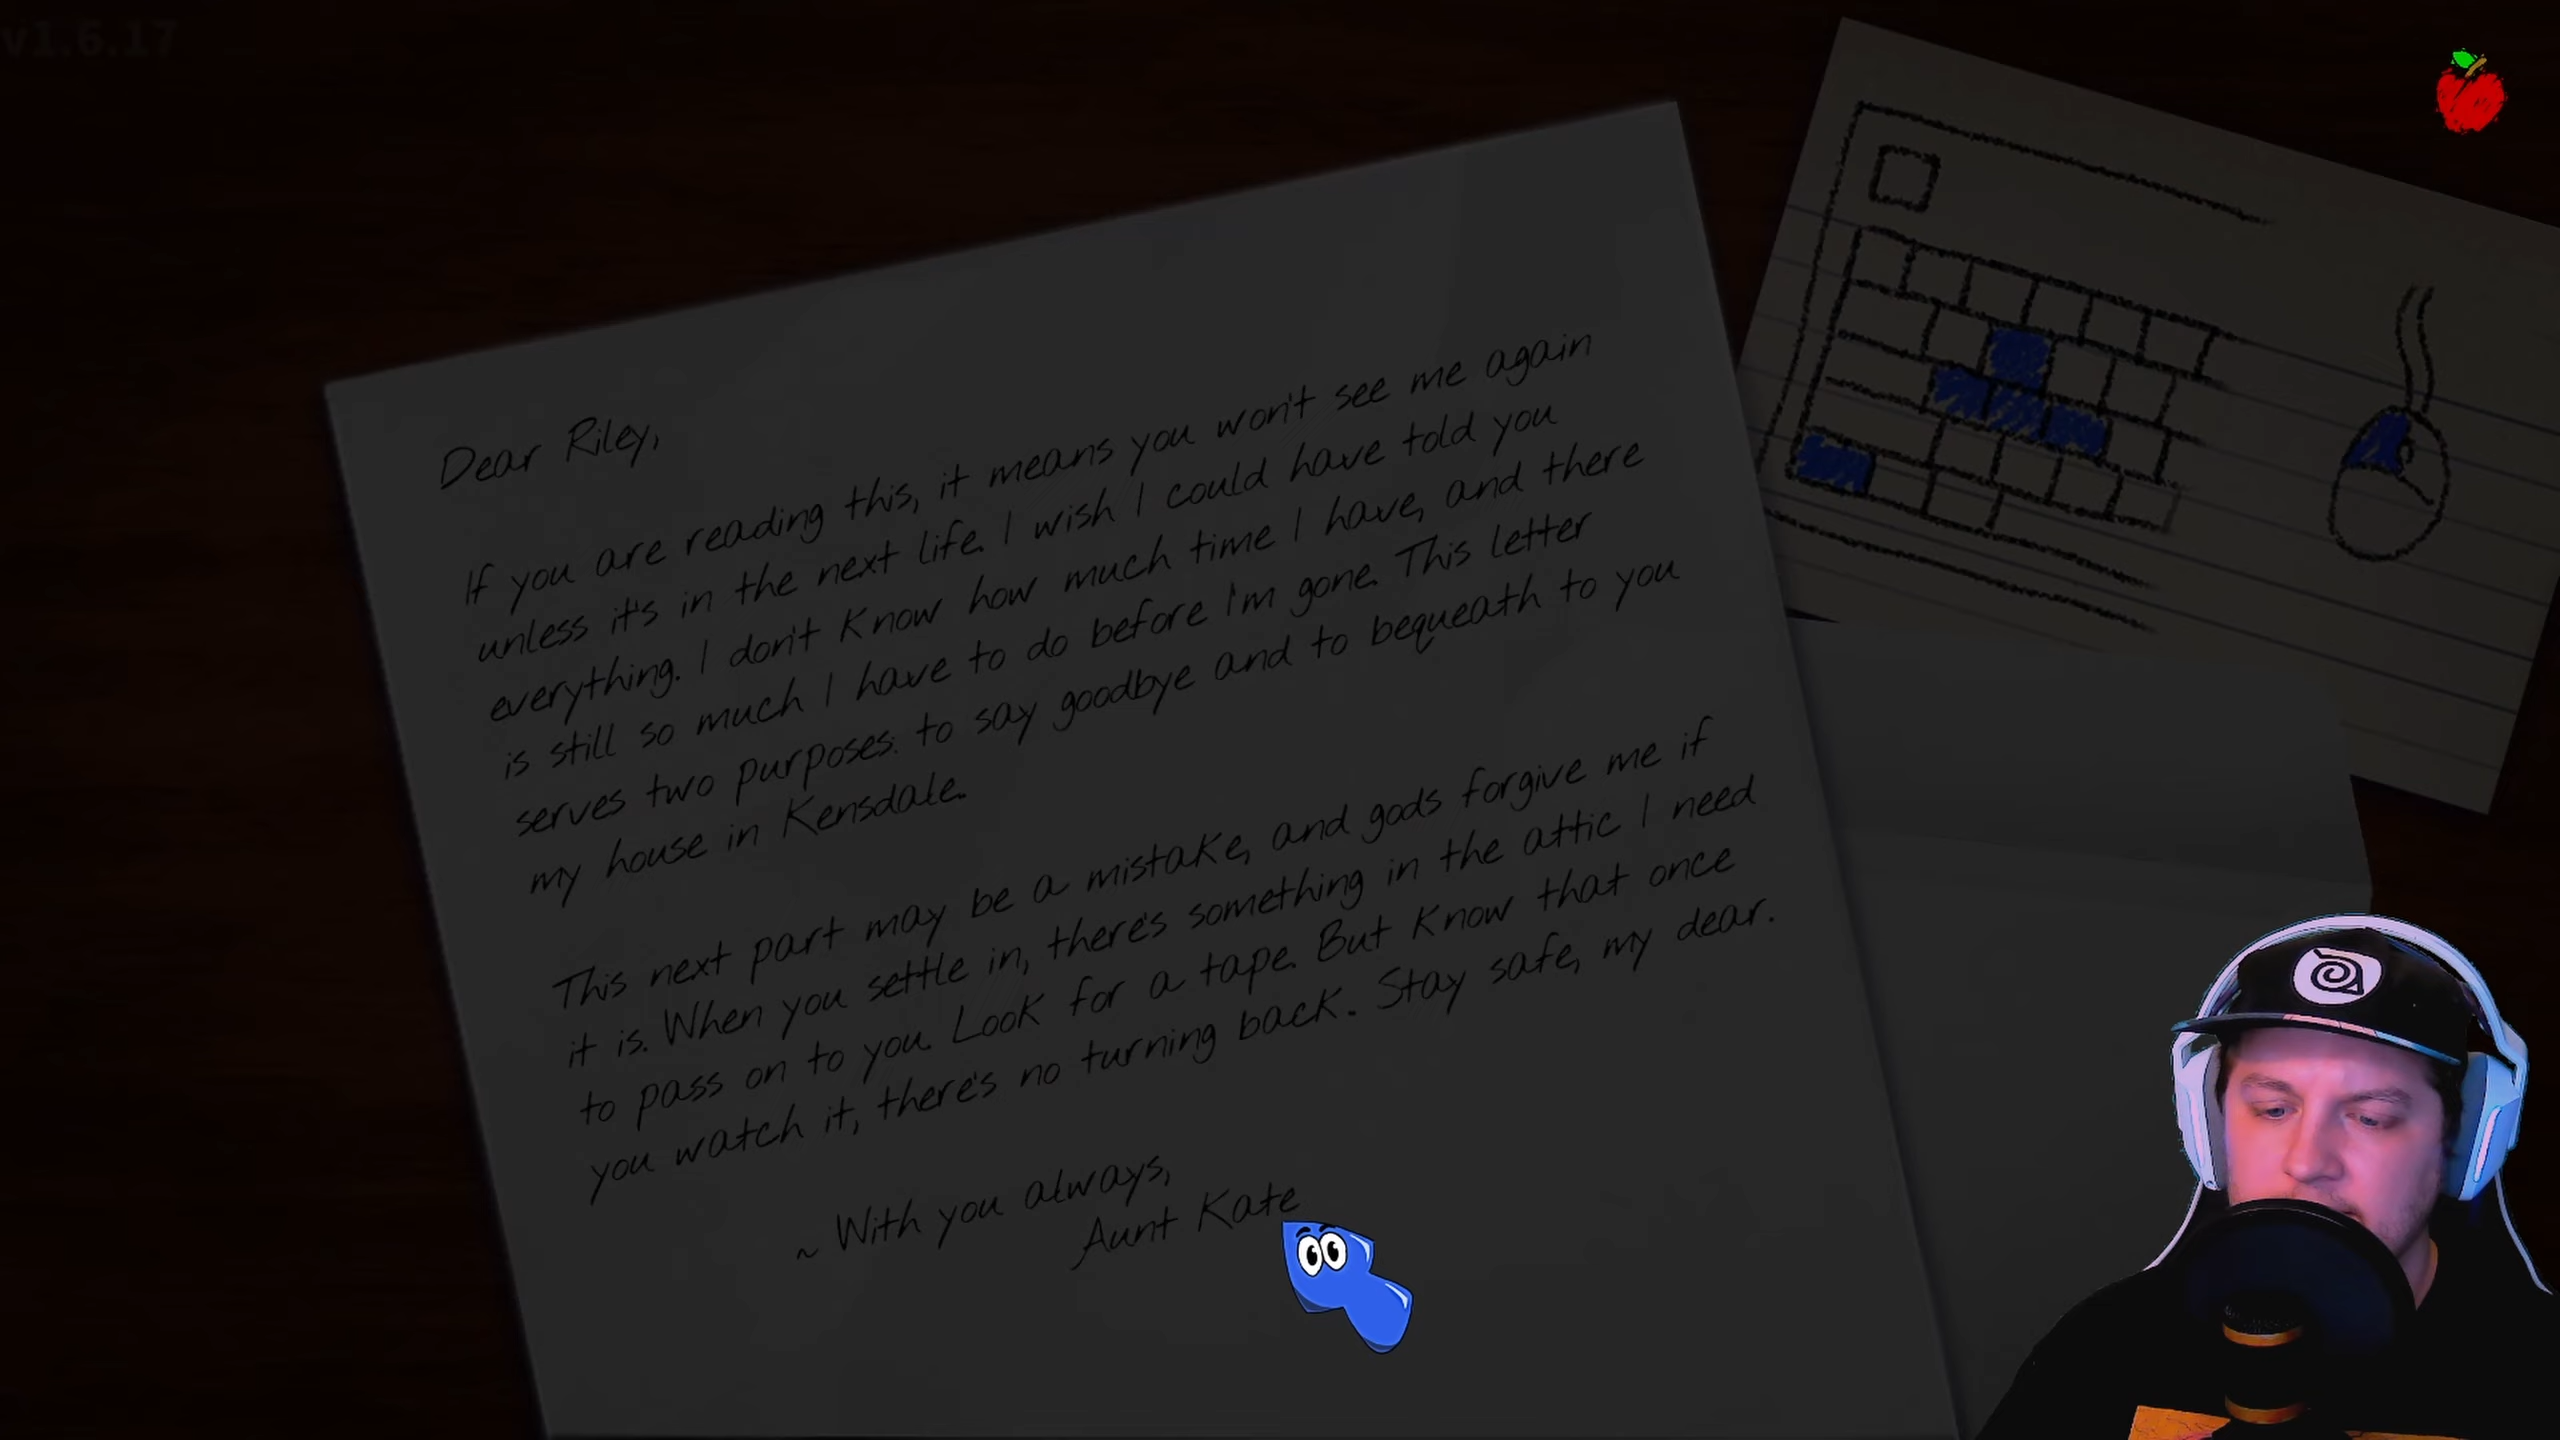 v1.6.17
Dear Riley,
If you are reading this, it means you won't see me again
unless it's in the next life. I wish I could have told you
everything. I don't know how much time I have, and there
is still so much I have to do before I'm gone. This letter
serves two purposes: to say goodbye and to bequeath to you
my house in Kensdale.
This next part may be a mistake, and gods forgive me if
it is. When you settle in, there's something in the attic I need
to pass on to you. Look for a tape. But know that once
you watch it, there's no turning back. Stay safe, my dear.
~ With you always,
Aunt Kate